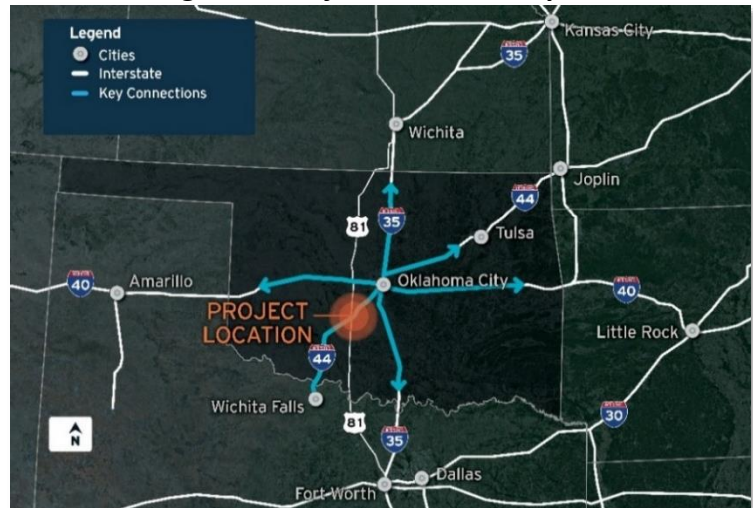 Legend
Cities
Interstate
Key Connections
Kansas City
35
Wichita
Joplin
44
81
35
Tulsa
40
Amarillo
Oklahoma City
40
PROJECT
LOCATION
Little Rock
44
Wichita Falls
81
30
35
N
Dallas
Fort Worth